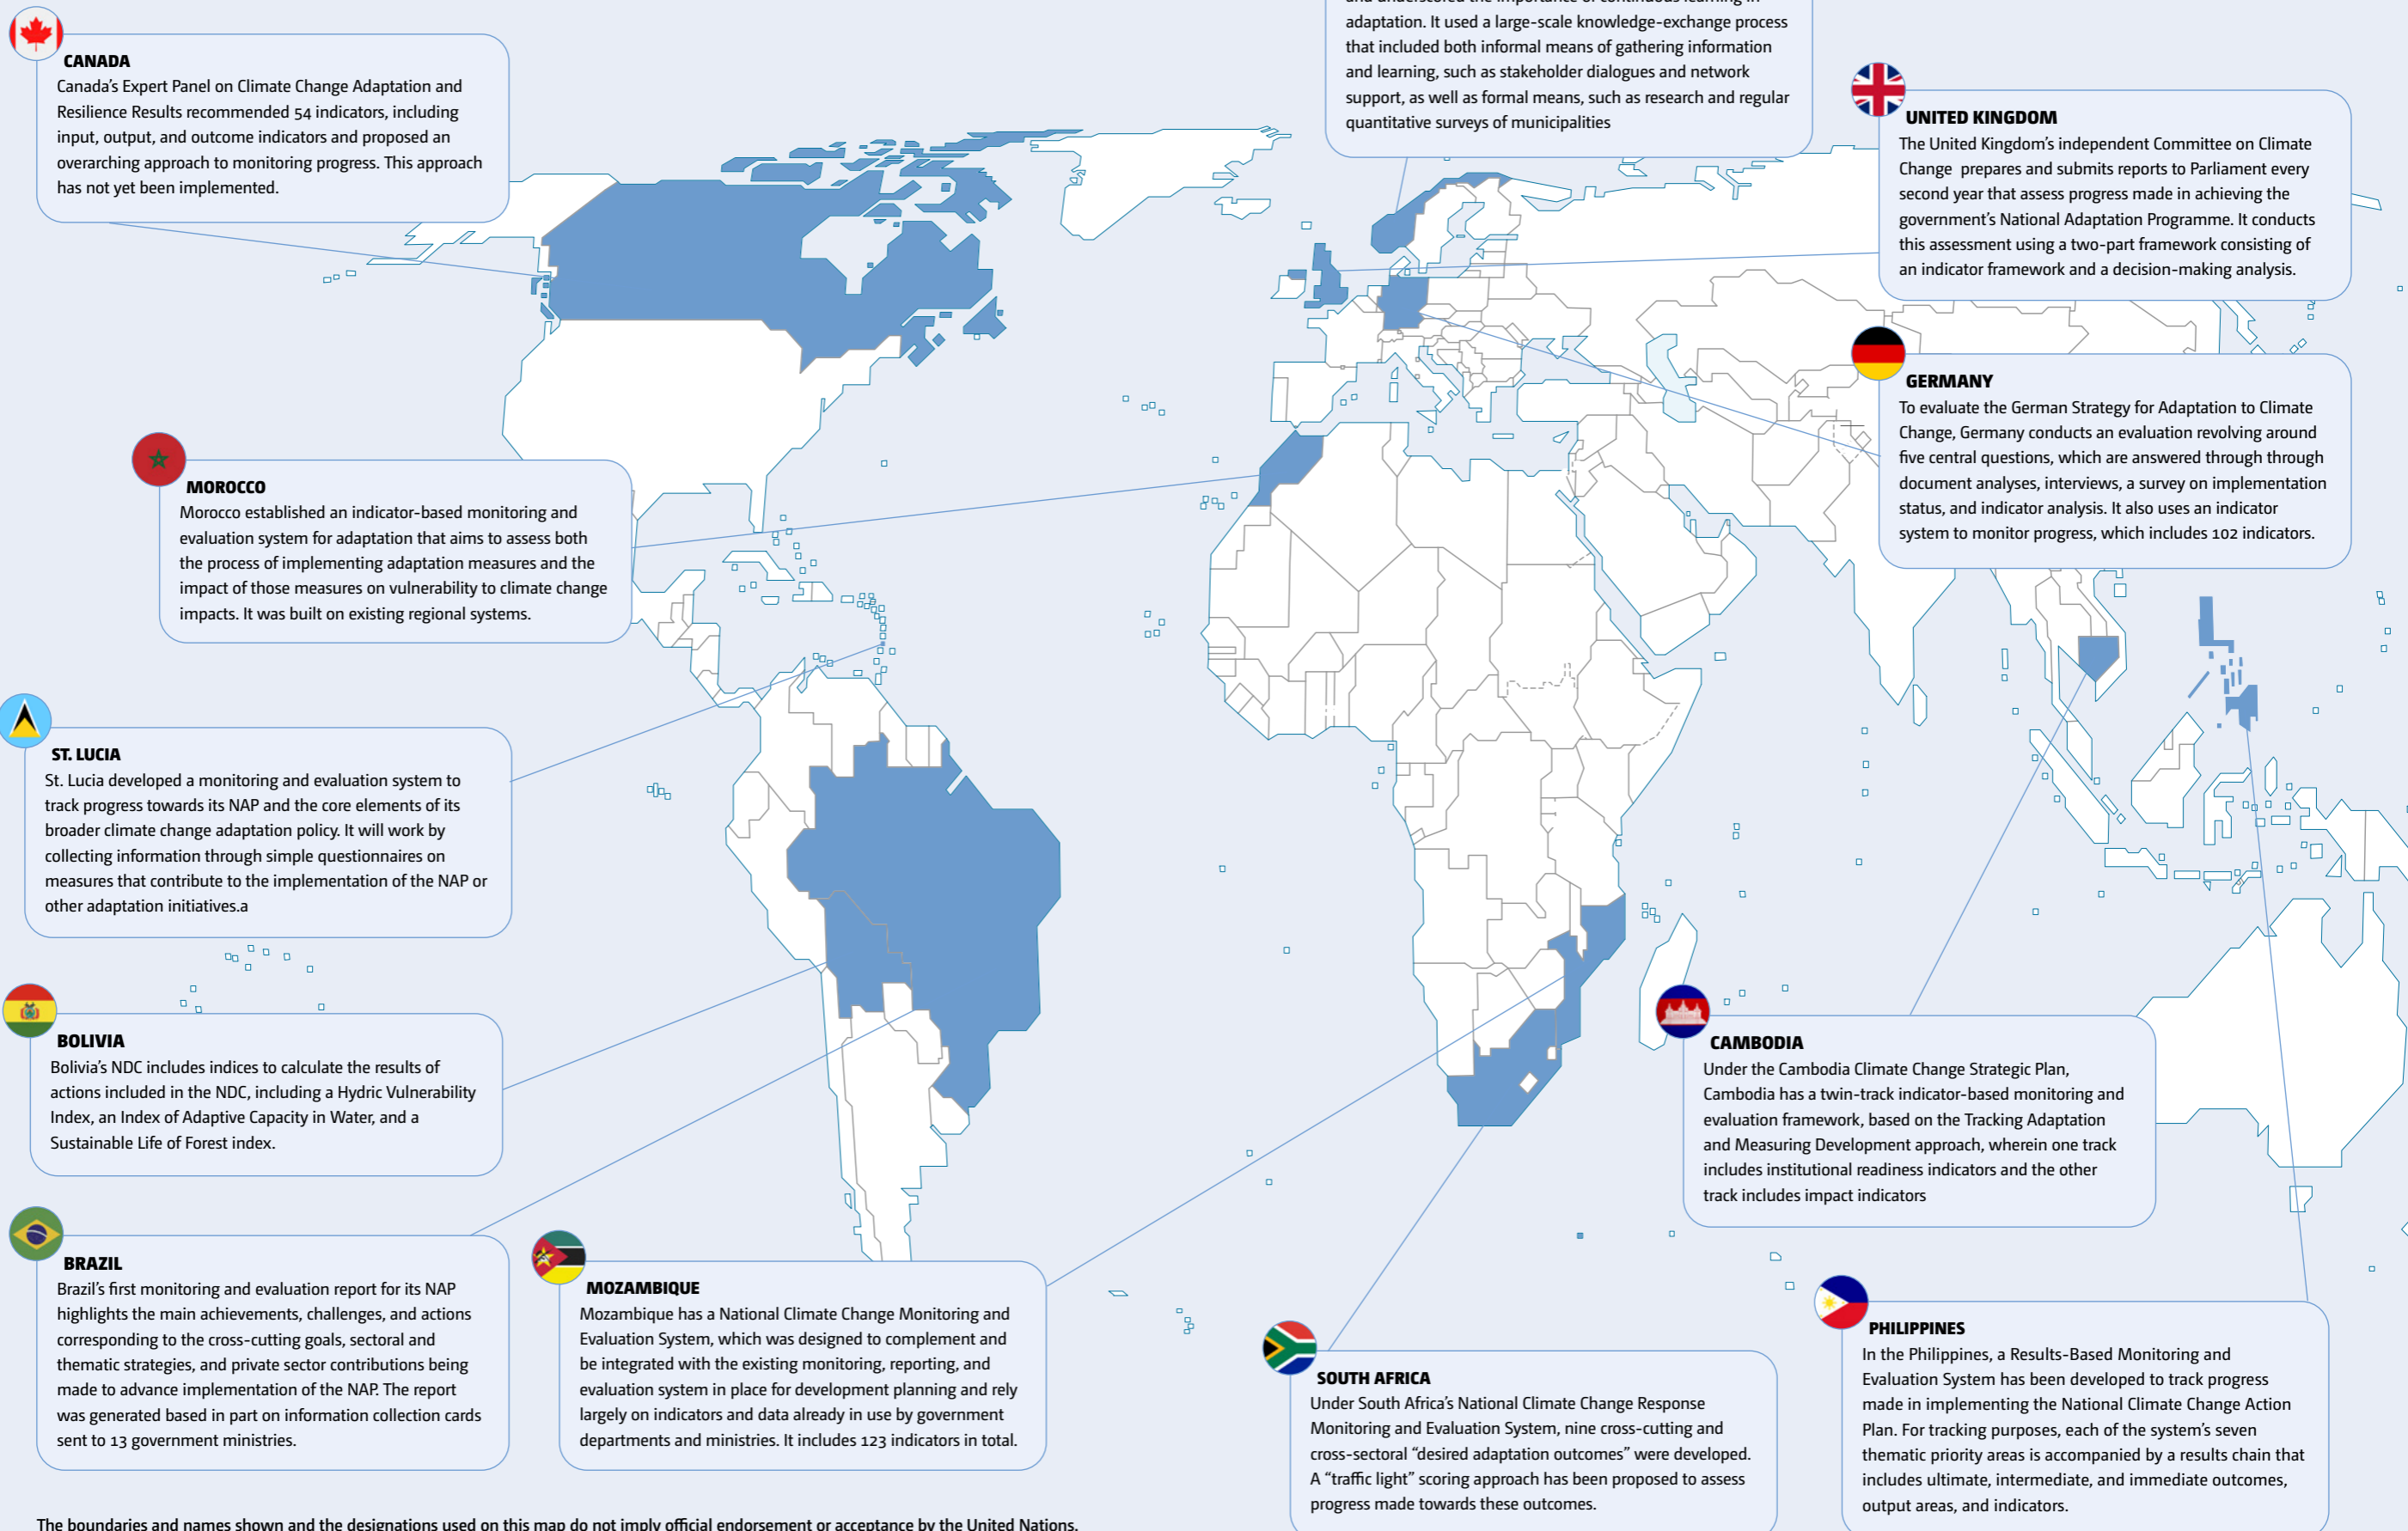 CANADA
Canada's Expert Panel on Climate Change Adaptation and
Resilience Results recommended 54 indicators, including
input, output, and outcome indicators and proposed an
overarching approach to monitoring progress. This approach
has not yet been implemented.
adaptation. It used a large-scale knowledge-exchange process
that included both informal means of gathering information
and learning, such as stakeholder dialogues and network
support, as well as formal means, such as research and regular
quantitative surveys of municipalities
UNITED KINGDOM
The United Kingdom's independent Committee on Climate
Change prepares and submits reports to Parliament every
second year that assess progress made in achieving the
government's National Adaptation Programme. It conducts
this assessment using a two-part framework consisting of
an indicator framework and a decision-making analysis.
GERMANY
To evaluate the German Strategy for Adaptation to Climate
Change, Germany conducts an evaluation revolving around
five central questions, which are answered through through
document analyses, interviews, a survey on implementation
status, and indicator analysis. It also uses an indicator
system to monitor progress, which includes 102 indicators.
MOROCCO
Morocco established an indicator-based monitoring and
evaluation system for adaptation that aims to assess both
the process of implementing adaptation measures and the
impact of those measures on vulnerability to climate change
impacts. It was built on existing regional systems.
ST. LUCIA
St. Lucia developed a monitoring and evaluation system to
track progress towards its NAP and the core elements of its
broader climate change adaptation policy. It will work by
collecting information through simple questionnaires on
measures that contribute to the implementation of the NAP or
other adaptation initiatives.a
BOLIVIA
Bolivia's NDC includes indices to calculate the results of
actions included in the NDC, including a Hydric Vulnerability
Index, an Index of Adaptive Capacity in Water, and a
Sustainable Life of Forest index.
CAMBODIA
Under the Cambodia Climate Change Strategic Plan,
Cambodia has a twin-track indicator-based monitoring and
evaluation framework, based on the Tracking Adaptation
and Measuring Development approach, wherein one track
includes institutional readiness indicators and the other
track includes impact indicators
BRAZIL
Brazil's first monitoring and evaluation report for its NAP
highlights the main achievements, challenges, and actions
corresponding to the cross-cutting goals, sectoral and
thematic strategies, and private sector contributions being
made to advance implementation of the NAP. The report
was generated based in part on information collection cards
sent to 13 government ministries.
MOZAMBIQUE
Mozambique has a National Climate Change Monitoring and
Evaluation System, which was designed to complement and
be integrated with the existing monitoring, reporting, and
evaluation system in place for development planning and rely
largely on indicators and data already in use by government
departments and ministries. It includes 123 indicators in total.
SOUTH AFRICA
Under South Africa's National Climate Change Response
Monitoring and Evaluation System, nine cross-cutting and
cross-sectoral "desired adaptation outcomes" were developed.
A "traffic light" scoring approach has been proposed to assess
progress made towards these outcomes.
PHILIPPINES
In the Philippines, a Results-Based Monitoring and
Evaluation System has been developed to track progress
made in implementing the National Climate Change Action
Plan. For tracking purposes, each of the system's seven
thematic priority areas is accompanied by a results chain that
includes ultimate, intermediate, and immediate outcomes,
output areas, and indicators.
The boundaries and names shown and the designations used on this map do not imply official endorsement or acceptance by the United Nations.